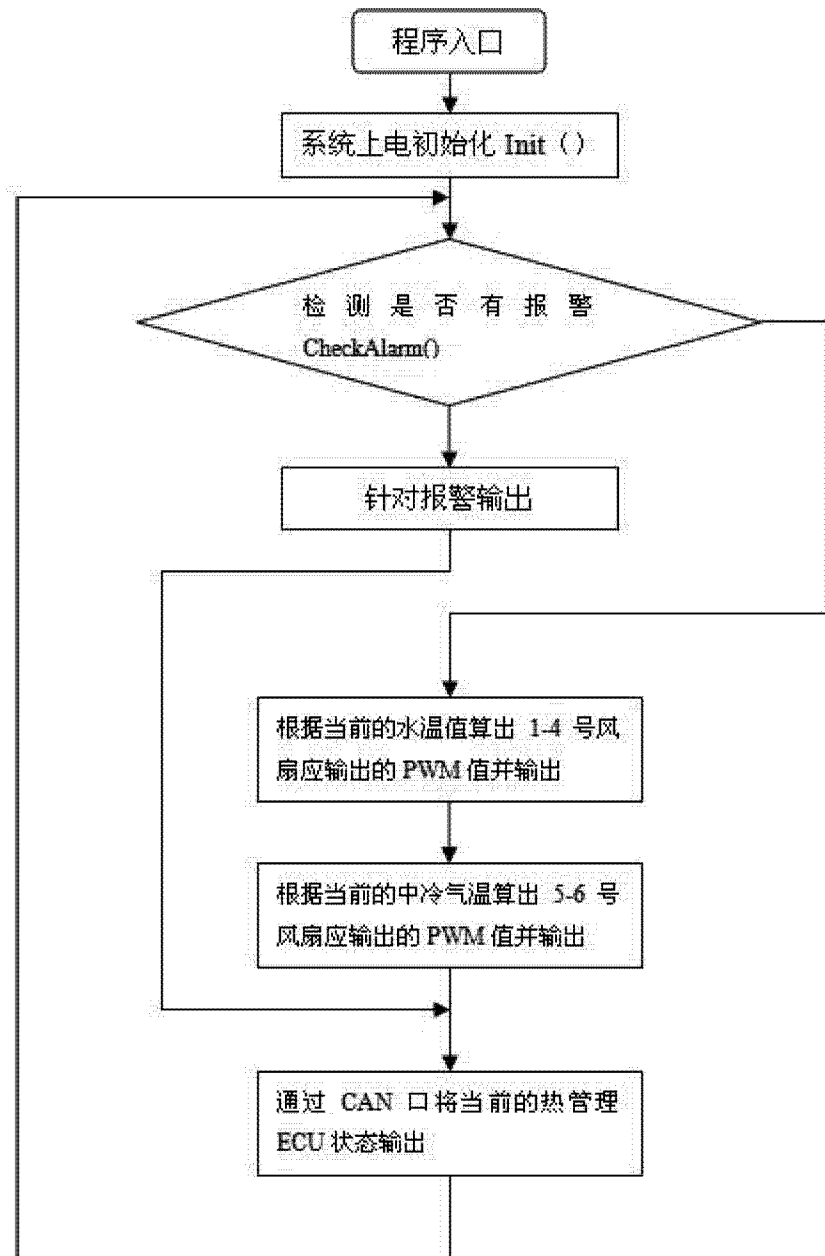 程序入口
系统上电初始化 Init（）
检测是否有报警
CheckAlarm()
针对报警输出
根据当前的水温值算出 1-4 号风
扇应输出的 PWM 值并输出
根据当前的中冷气温算出 5-6 号
风扇应输出的 PWM 值并输出
通过 CAN 口将当前的热管理
ECU 状态输出